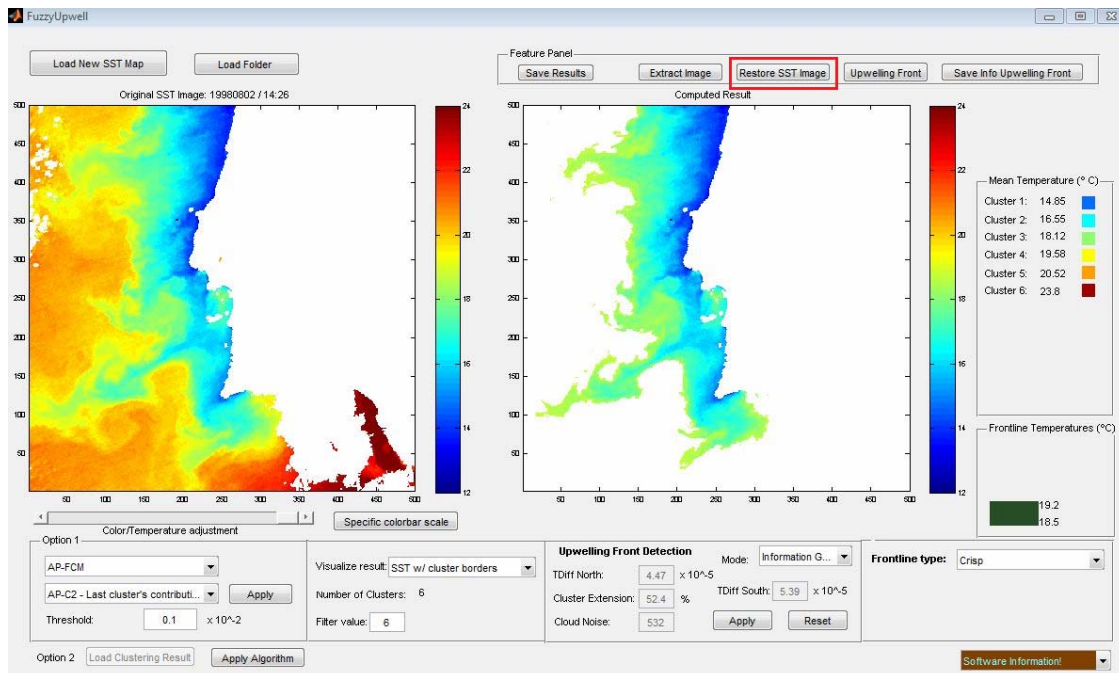 FuzzyUpwell
Load New SST Map
Load Folder
Feature Panel
Save Results
Extract Image
Restore SST Image
Upwelling Front
Save Info Upwelling Front
Original SST Image: 19980802 / 14:26
500
450
400
350
300
250
200
150
100
50
50 100 150 200 250 300 350 400 450 500
24
22
20
18
16
14
12
Computed Result
500
450
400
350
300
250
200
150
100
50
50 100 150 200 250 300 350 400 450 500
24
22
20
18
16
14
12
Mean Temperature (º C)
Cluster 1: 14.85
Cluster 2: 16.55
Cluster 3: 18.12
Cluster 4: 19.58
Cluster 5: 20.52
Cluster 6: 23.8
Frontline Temperatures (ºC)
19.2
18.5
Color/Temperature adjustment
Specific colorbar scale
Option 1
AP-FCM
AP-C2 - Last cluster's contributi...
Apply
Threshold: 0.1 x 10^-2
Visualize result: SST w/ cluster borders
Number of Clusters: 6
Filter value: 6
Upwelling Front Detection
Mode: Information G...
TDiff North: 4.47 x 10^-5
Cluster Extension: 52.4 %
TDiff South: 5.39 x 10^-5
Cloud Noise: 532
Apply
Reset
Frontline type: Crisp
Option 2
Load Clustering Result
Apply Algorithm
Software Information!